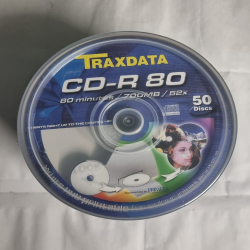 TRAXDATA
CD-R 80
80 minutes / 700MB / 52x
50
Discs